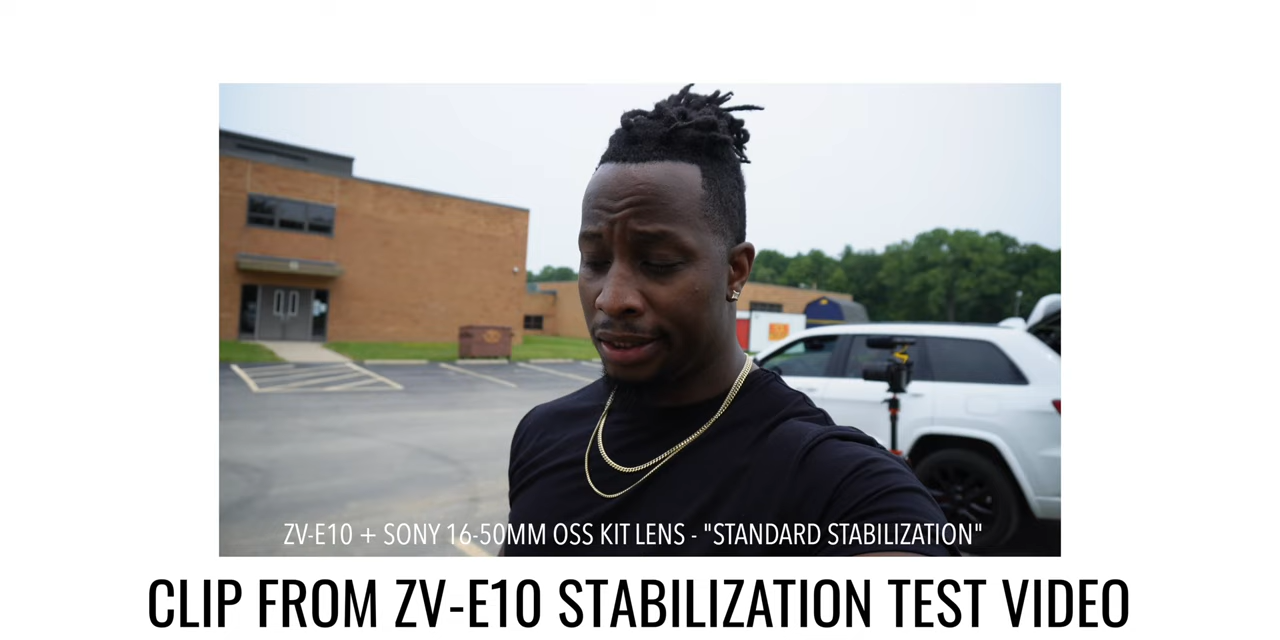 ZV-E10 + SONY 16-50MM OSS KIT LENS - "STANDARD STABILIZATION"
CLIP FROM ZV-E10 STABILIZATION TEST VIDEO